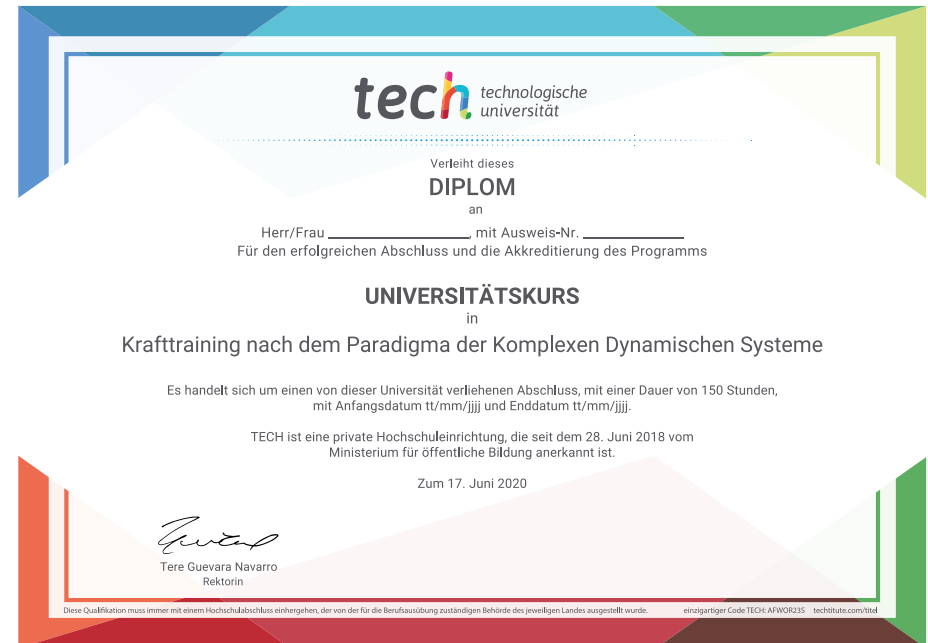 tech technologische
universität
Verleiht dieses
DIPLOM
an
Herr/Frau ____________________, mit Ausweis-Nr. ______________
Für den erfolgreichen Abschluss und die Akkreditierung des Programms
UNIVERSITÄTSKURS
in
Krafttraining nach dem Paradigma der Komplexen Dynamischen Systeme
Es handelt sich um einen von dieser Universität verliehenen Abschluss, mit einer Dauer von 150 Stunden,
mit Anfangsdatum tt/mm/jjjj und Enddatum tt/mm/jjjj.
TECH ist eine private Hochschuleinrichtung, die seit dem 28. Juni 2018 vom
Ministerium für öffentliche Bildung anerkannt ist.
Zum 17. Juni 2020
Tere Guevara Navarro
Rektorin
Diese Qualifikation muss immer mit einem Hochschulabschluss einhergehen, der von der für die Berufsausübung zuständigen Behörde des jeweiligen Landes ausgestellt wurde. einzigartiger Code TECH: AFWOR23S techtitute.com/titel